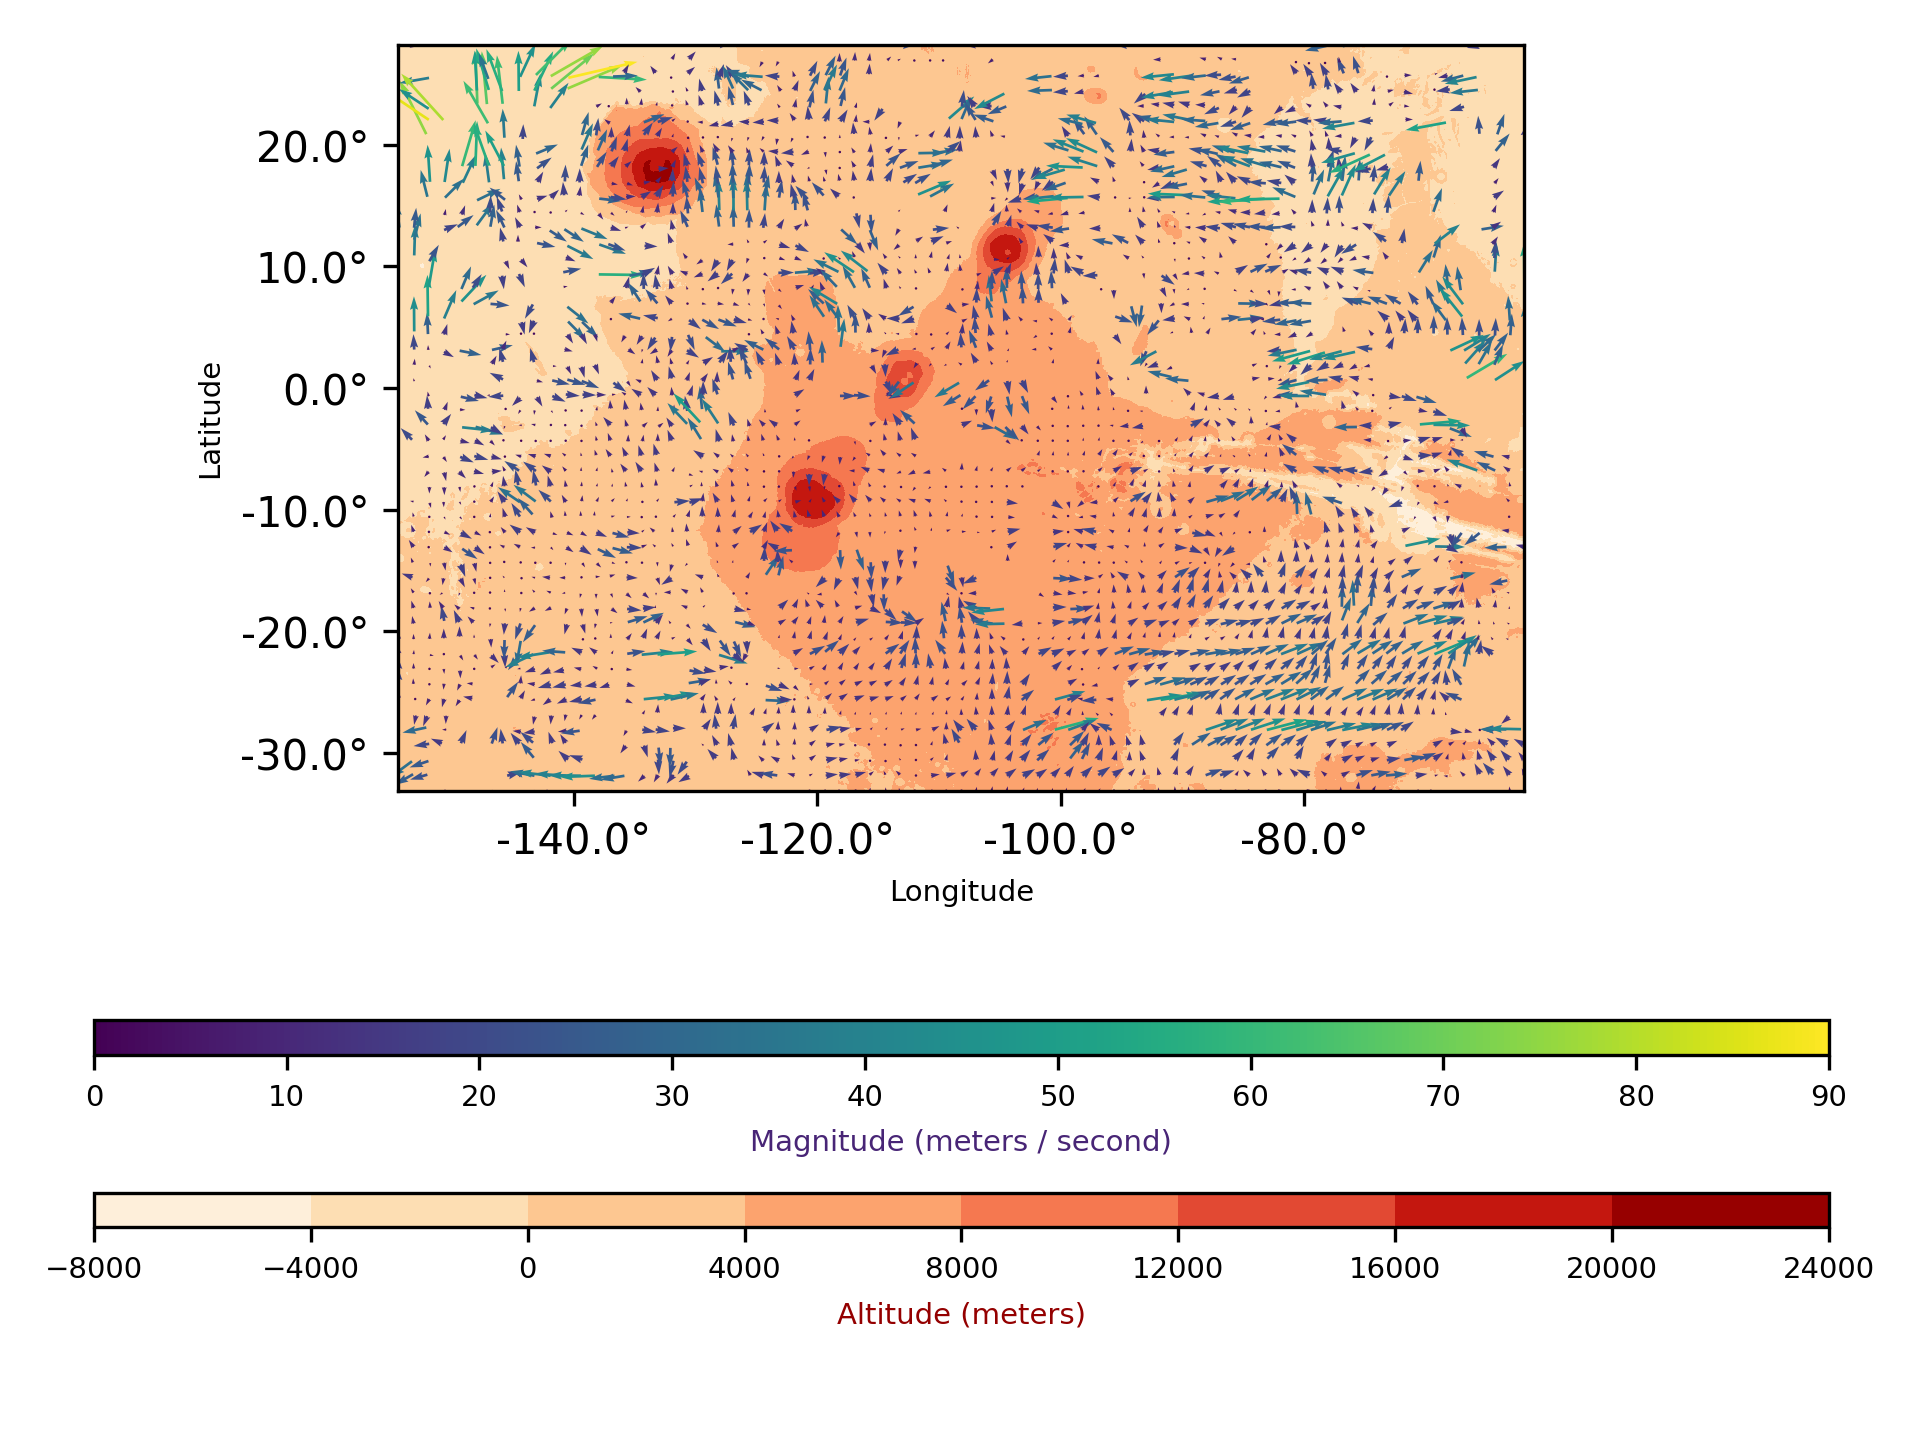 20.0°
10.0°
0.0°
-10.0°
-20.0°
-30.0°
Latitude
-140.0° -120.0° -100.0° -80.0°
Longitude
0 10 20 30 40 50 60 70 80 90
Magnitude (meters / second)
−8000 −4000 0 4000 8000 12000 16000 20000 24000
Altitude (meters)